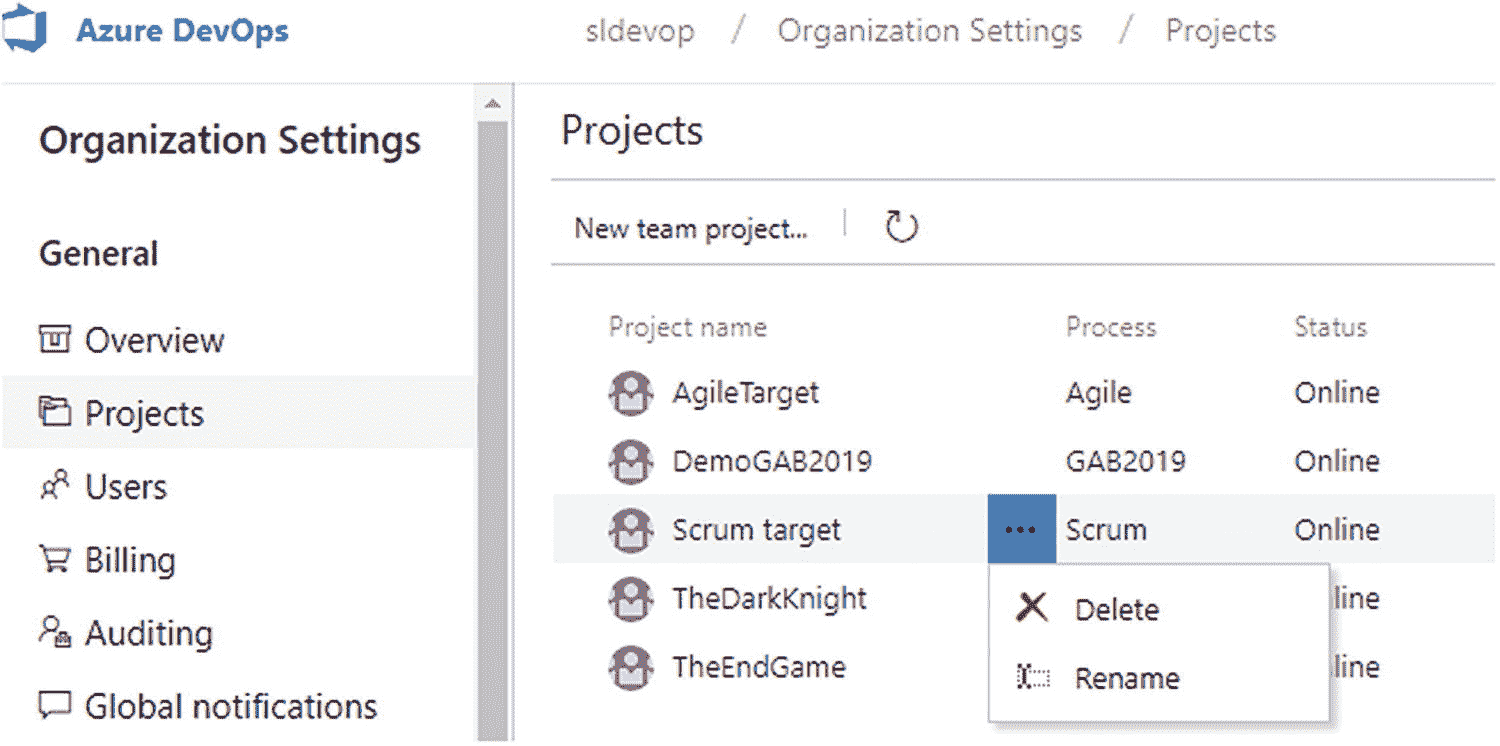 Azure DevOps
sldevop / Organization Settings / Projects
Organization Settings
General
Overview
Projects
Users
Billing
Auditing
Global notifications
Projects
New team project...
Project name Process Status
AgileTarget Agile Online
DemoGAB2019 GAB2019 Online
Scrum target ... Scrum Online
TheDarkKnight
TheEndGame
Delete
Rename